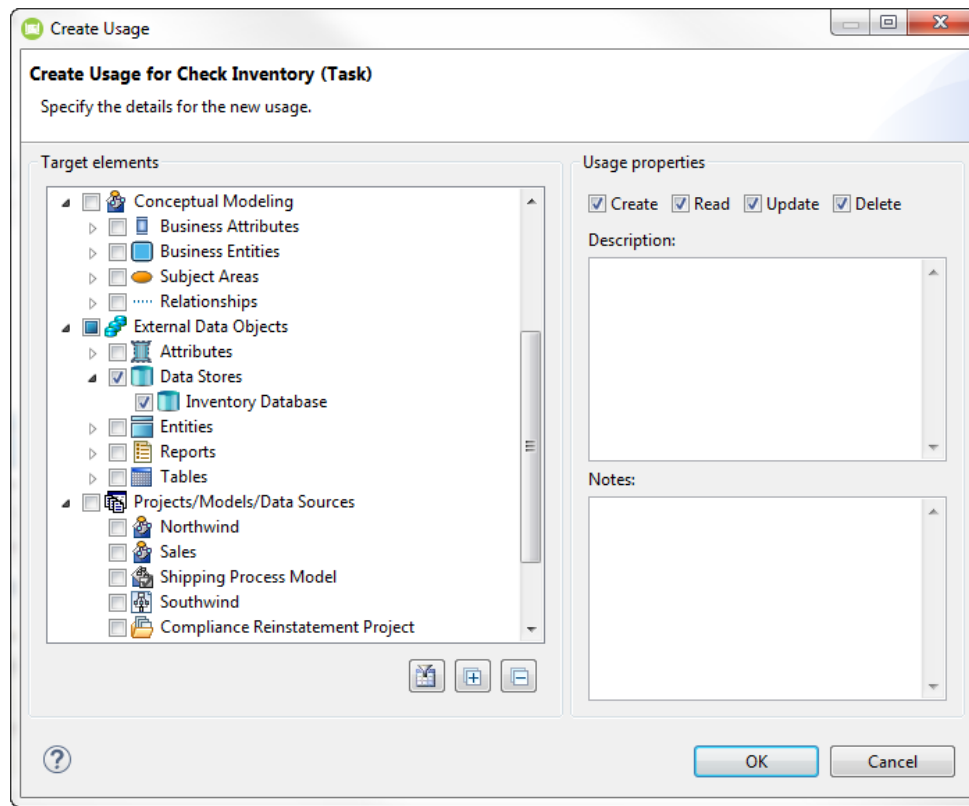 Create Usage
Create Usage for Check Inventory (Task)
Specify the details for the new usage.
Target elements
Conceptual Modeling
Business Attributes
Business Entities
Subject Areas
Relationships
External Data Objects
Attributes
Data Stores
Inventory Database
Entities
Reports
Tables
Projects/Models/Data Sources
Northwind
Sales
Shipping Process Model
Southwind
Compliance Reinstatement Project
Usage properties
Create Read Update Delete
Description:
Notes:
OK Cancel